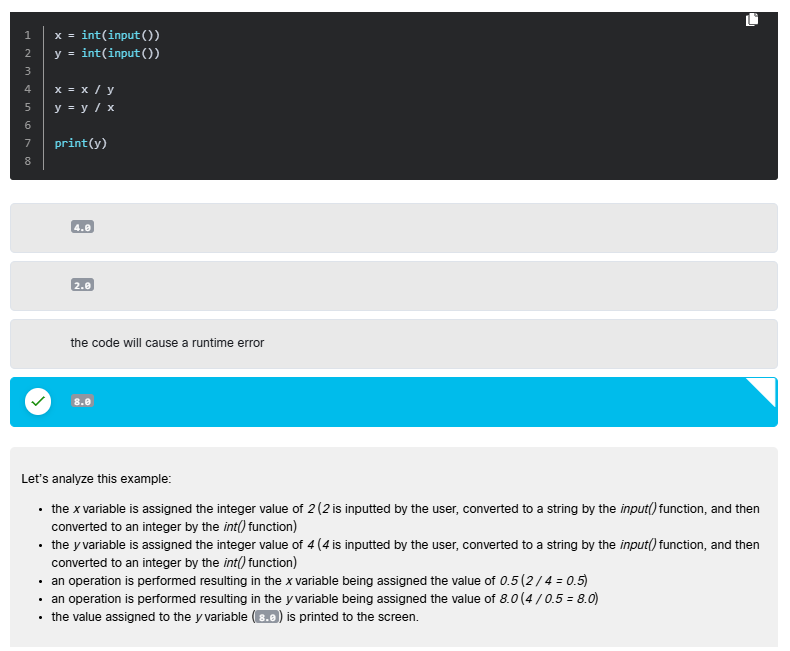 1 x = int(input())
2 y = int(input())
3
4 x = x / y
5 y = y / x
6
7 print(y)
8
4.0
2.0
the code will cause a runtime error
8.0
Let's analyze this example:
• the x variable is assigned the integer value of 2 (2 is inputted by the user, converted to a string by the input() function, and then
converted to an integer by the int() function)
• the y variable is assigned the integer value of 4 (4 is inputted by the user, converted to a string by the input() function, and then
converted to an integer by the int() function)
• an operation is performed resulting in the x variable being assigned the value of 0.5 (2 / 4 = 0.5)
• an operation is performed resulting in the y variable being assigned the value of 8.0 (4 / 0.5 = 8.0)
• the value assigned to the y variable (8.0) is printed to the screen.